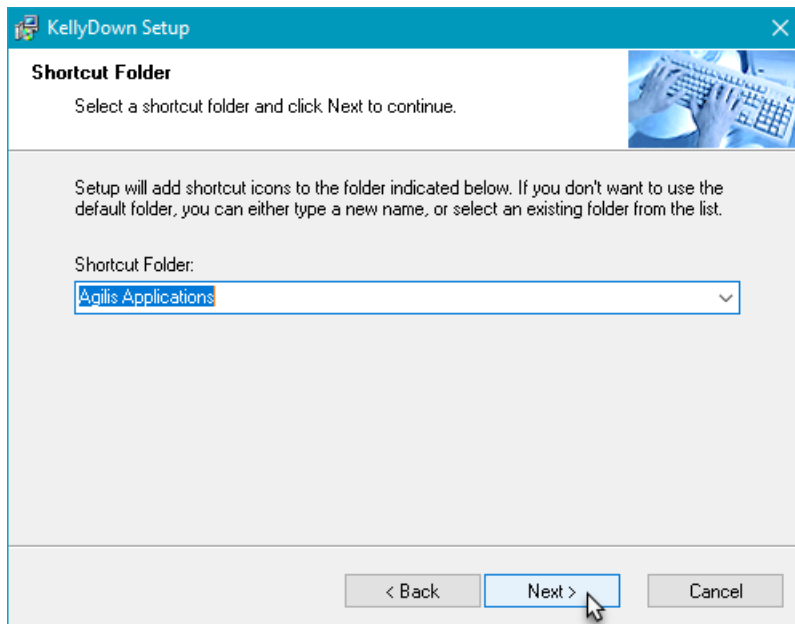 KellyDown Setup
Shortcut Folder
Select a shortcut folder and click Next to continue.
Setup will add shortcut icons to the folder indicated below. If you don't want to use the
default folder, you can either type a new name, or select an existing folder from the list.
Shortcut Folder:
Agilis Applications
< Back
Next >
Cancel